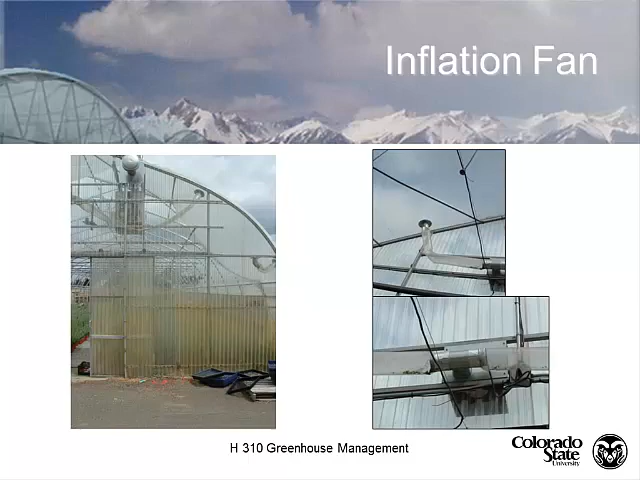 Inflation Fan
H 310 Greenhouse Management
Colorado
State
University